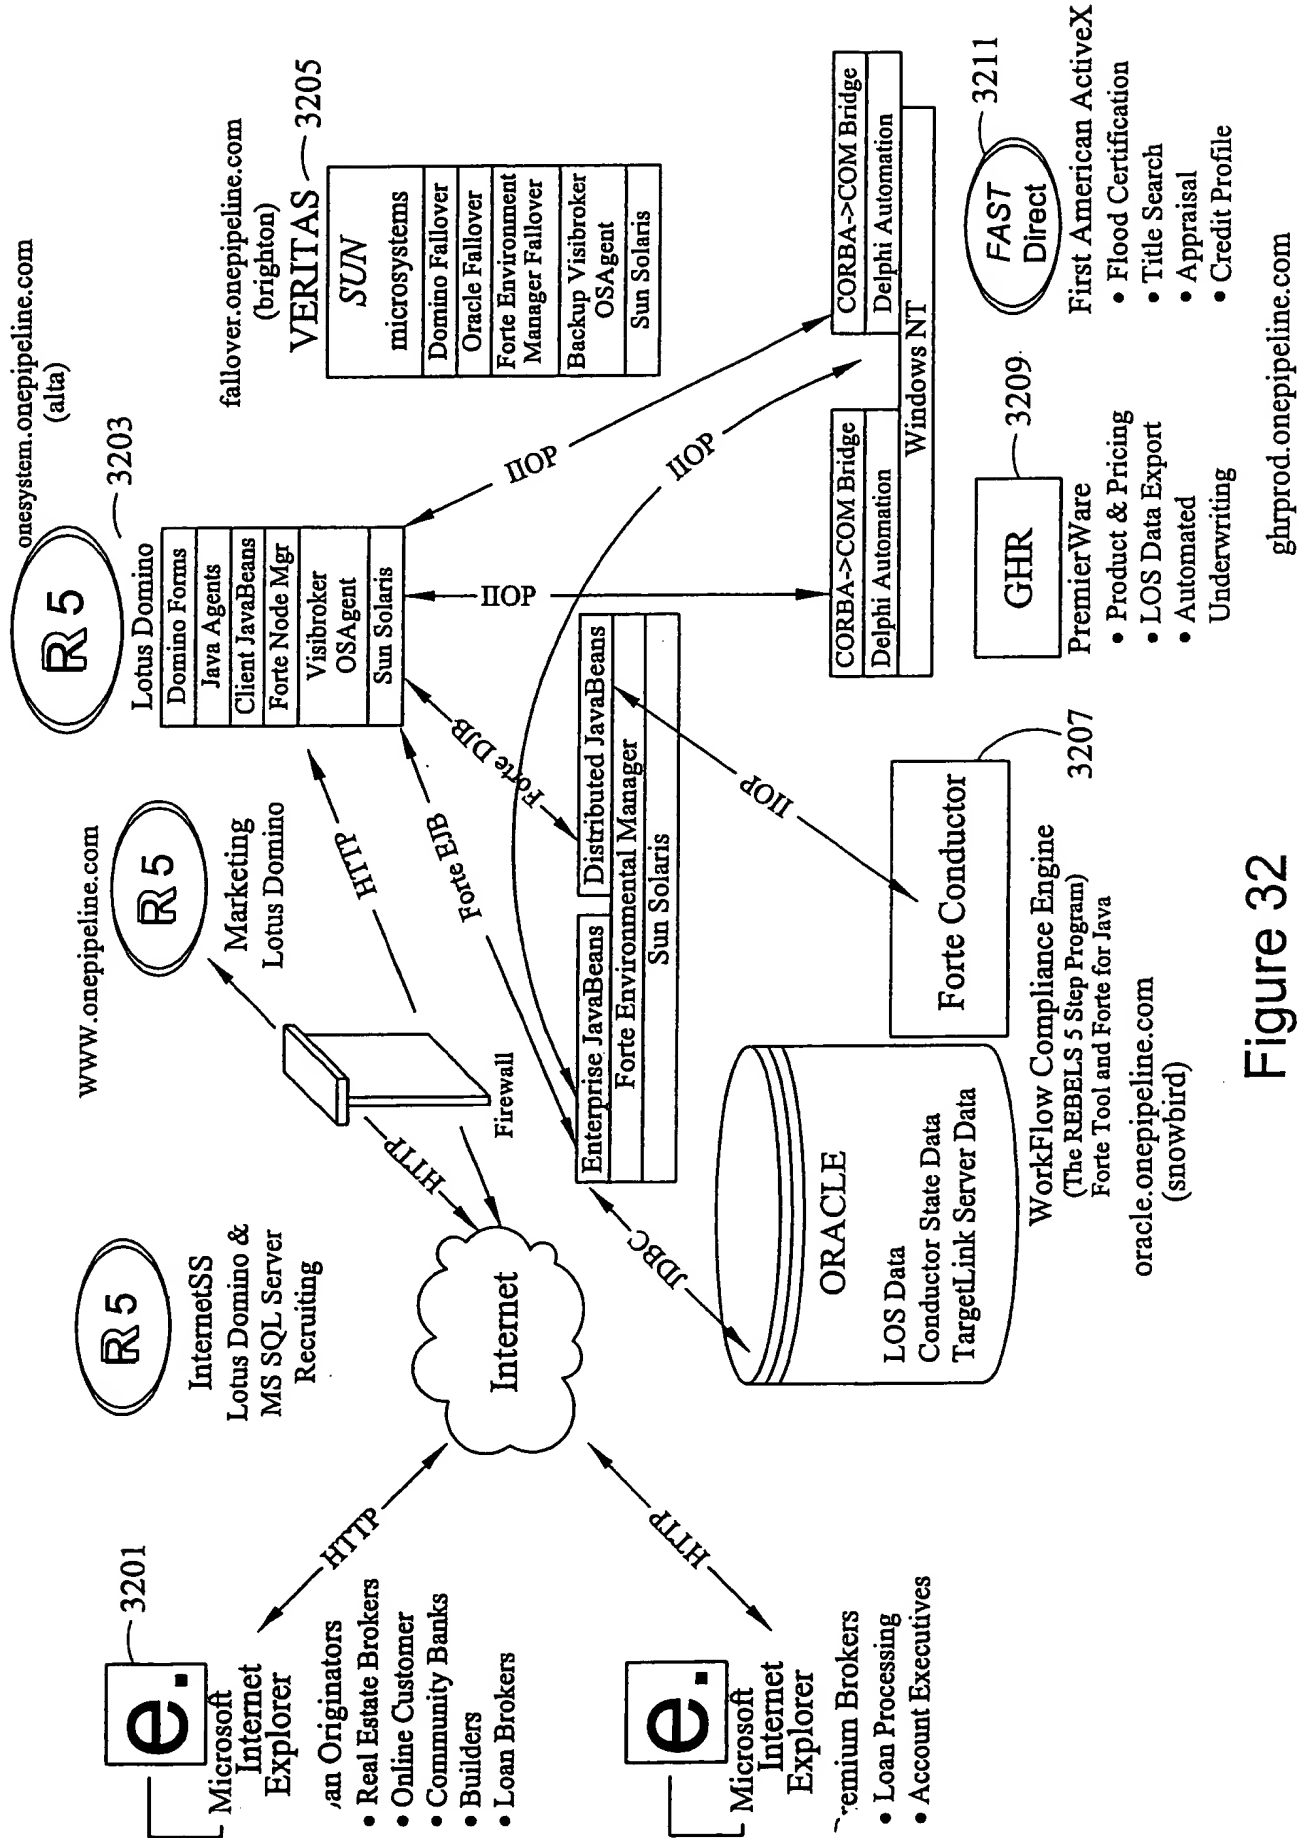 3201
e.
Microsoft
Internet
Explorer
an Originators
• Real Estate Brokers
• Online Customer
• Community Banks
• Builders
• Loan Brokers
HTTP
e.
Microsoft
Internet
Explorer
remium Brokers
• Loan Processing
• Account Executives
HTTP
R5
InternetSS
Lotus Domino &
MS SQL Server
Recruiting
Internet
HTTP
Firewall
www.onepipeline.com
R5
Marketing
Lotus Domino
HTTP
onesystem.onepipeline.com
(alta)
R5
3203
Lotus Domino
Domino Forms
Java Agents
Client JavaBeans
Forte Node Mgr
Visibroker
OSAgent
Sun Solaris
fallover.onepipeline.com
(brighton)
VERITAS
3205
SUN
microsystems
Domino Fallover
Oracle Fallover
Forte Environment
Manager Fallover
Backup Visibroker
OSAgent
Sun Solaris
Forte EJB
Forte DJB
IIOP
IIOP
IIOP
Enterprise JavaBeans
Distributed JavaBeans
Forte Environmental Manager
Sun Solaris
JDBC
IIOP
ORACLE
LOS Data
Conductor State Data
TargetLink Server Data
Forte Conductor
3207
WorkFlow Compliance Engine
(The REBELS 5 Step Program)
Forte Tool and Forte for Java
oracle.onepipeline.com
(snowbird)
CORBA->COM Bridge
Delphi Automation
CORBA->COM Bridge
Delphi Automation
Windows NT
GHR
3209
PremierWare
• Product & Pricing
• LOS Data Export
• Automated
Underwriting
FAST
Direct
3211
First American ActiveX
• Flood Certification
• Title Search
• Appraisal
• Credit Profile
ghrprod.onepipeline.com
Figure 32